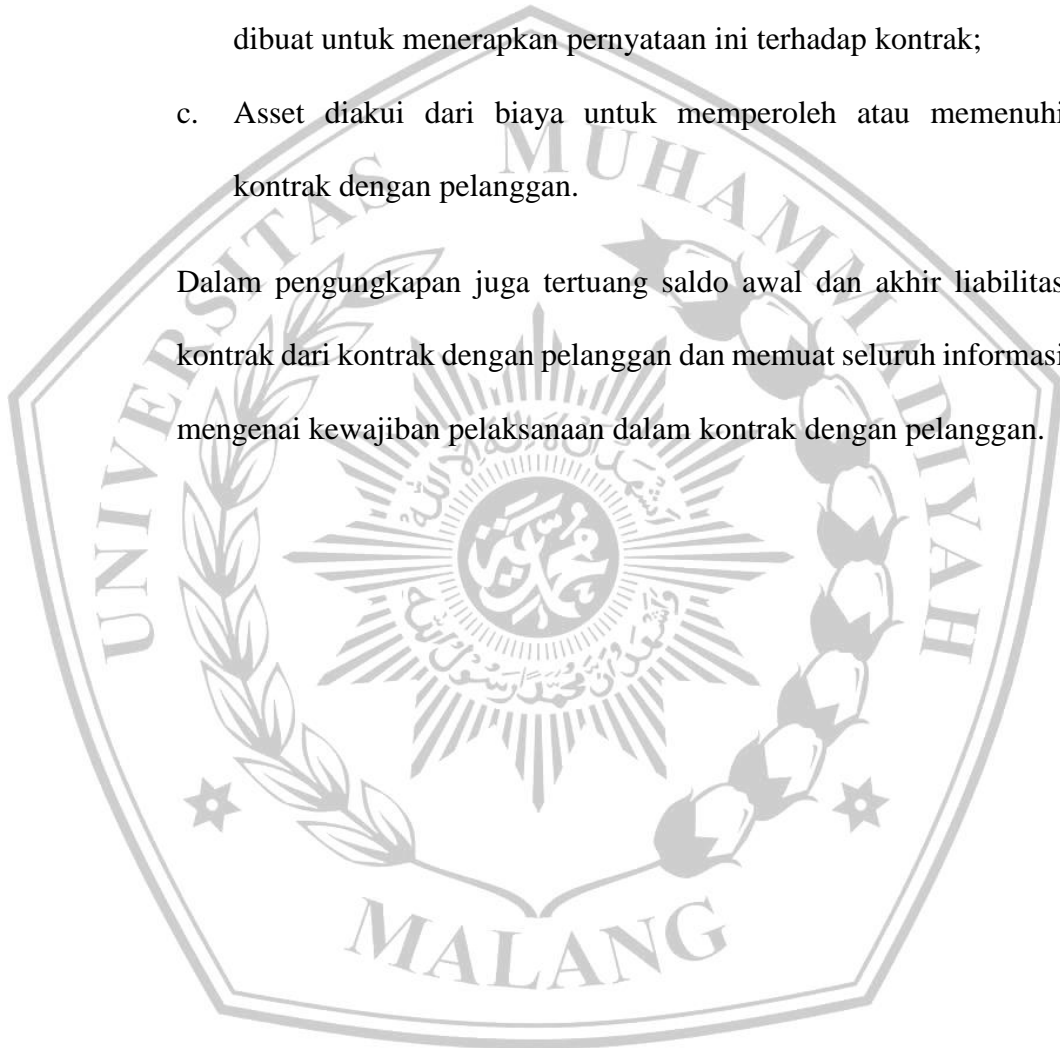 dibuat untuk menerapkan pernyataan ini terhadap kontrak;
c. Asset diakui dari biaya untuk memperoleh atau memenuhi
kontrak dengan pelanggan.
Dalam pengungkapan juga tertuang saldo awal dan akhir liabilitas
kontrak dari kontrak dengan pelanggan dan memuat seluruh informasi
mengenai kewajiban pelaksanaan dalam kontrak dengan pelanggan.
UNIVERSITAS MUHAMMADIYAH
MALANG